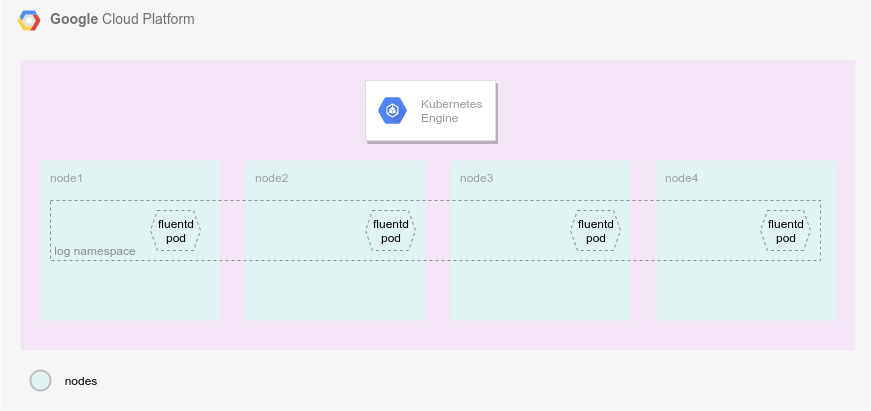 Google Cloud Platform
Kubernetes
Engine
node1
node2
node3
node4
fluentd
pod
fluentd
pod
fluentd
pod
fluentd
pod
log namespace
nodes